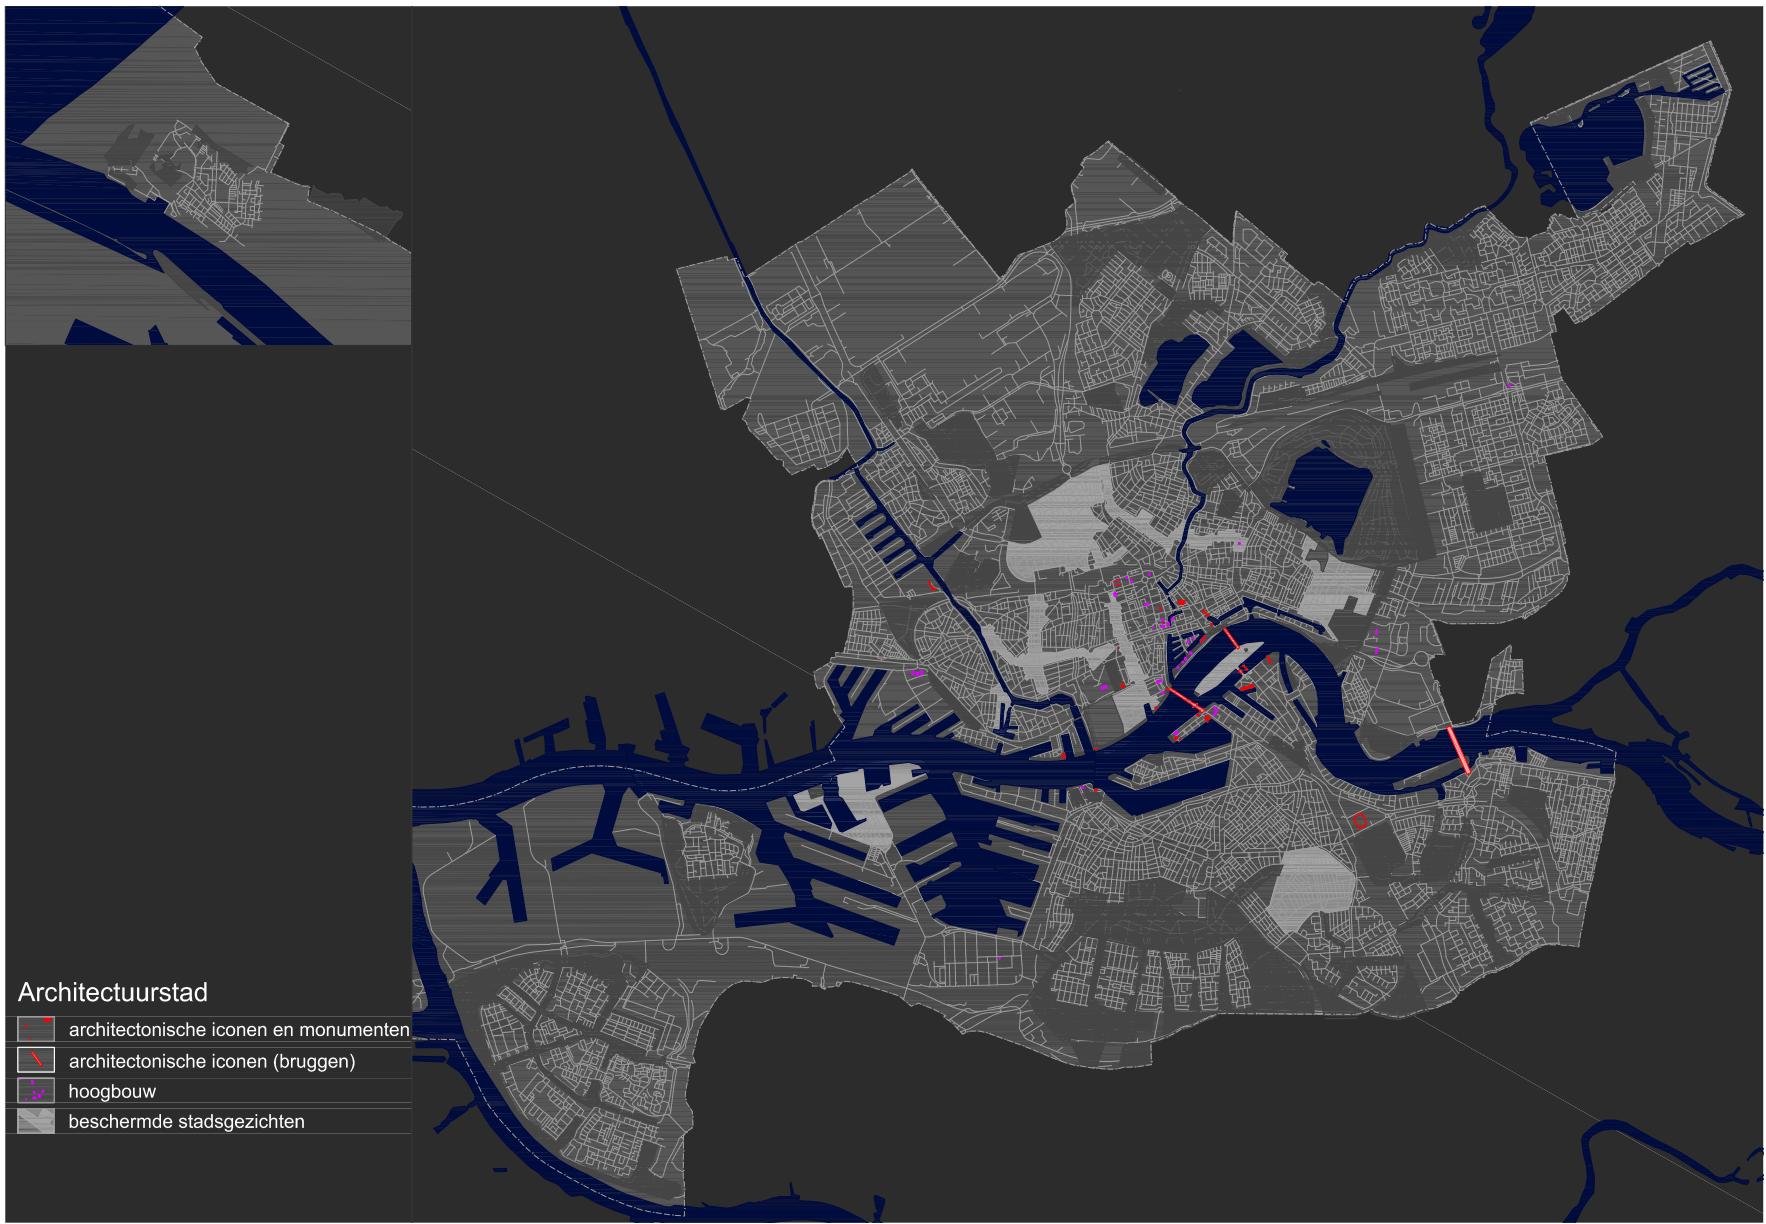 Architectuurstad
architectonische iconen en monumenten
architectonische iconen (bruggen)
hoogbouw
beschermde stadsgezichten